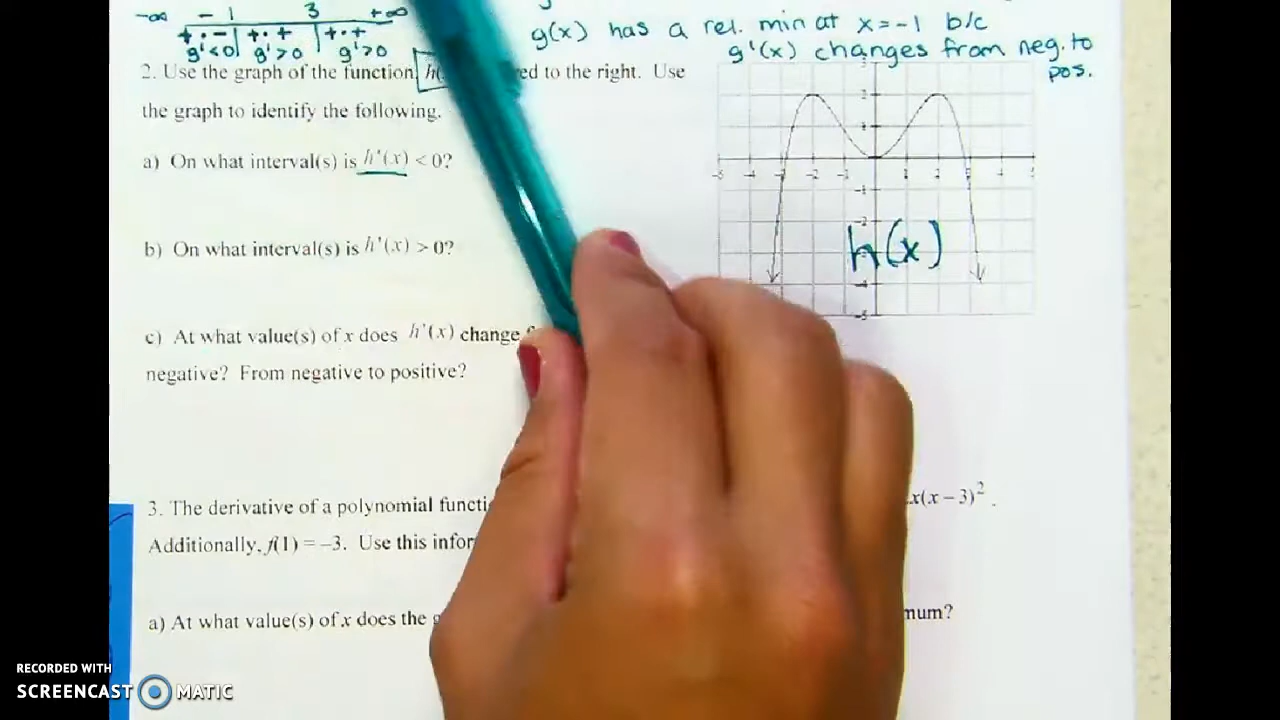 -∞ -1 3 +∞
+·- +·+ +·+
g'<0 g'>0 g'>0
g(x) has a rel. min at x=-1 b/c
g'(x) changes from neg. to
pos.
2. Use the graph of the function h ed to the right. Use
the graph to identify the following.
a) On what interval(s) is h'(x) < 0?
b) On what interval(s) is h'(x) > 0?
h(x)
c) At what value(s) of x does h'(x) change
negative? From negative to positive?
3. The derivative of a polynomial functi x(x – 3)².
Additionally, f(1) = –3. Use this infor
a) At what value(s) of x does the g mum?
RECORDED WITH
SCREENCAST MATIC